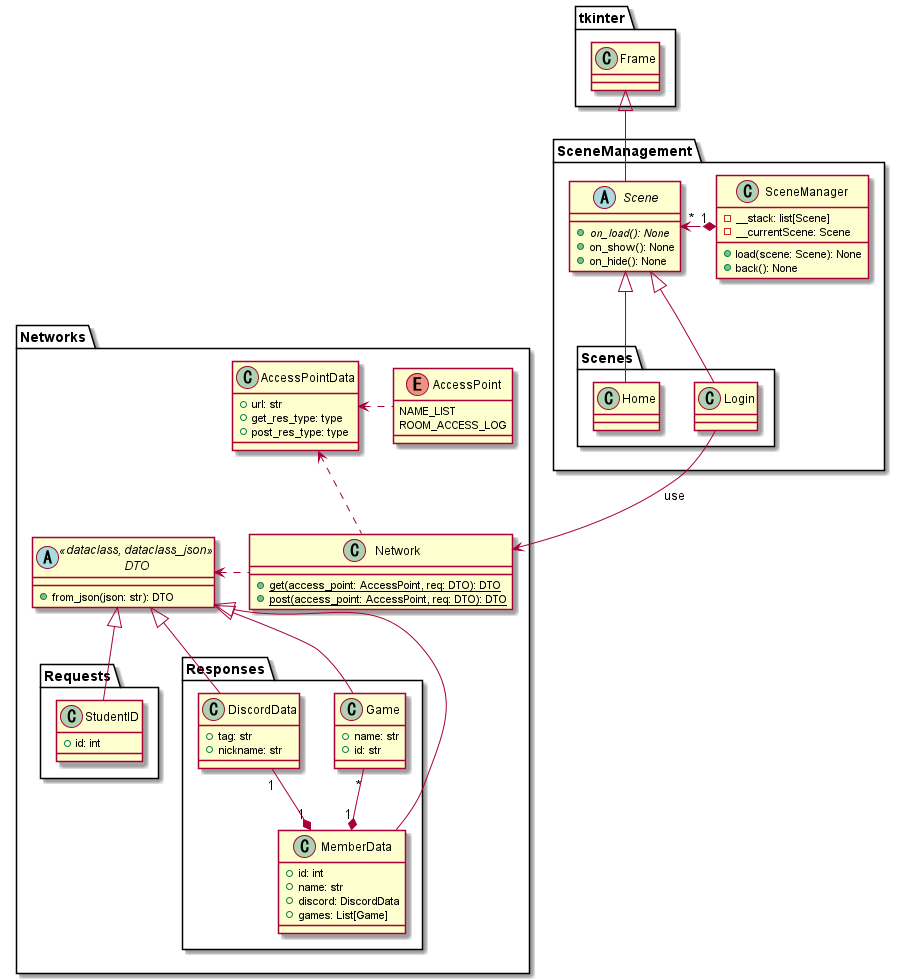 tkinter
C Frame
SceneManagement
A Scene
on_load(): None
on_show(): None
on_hide(): None
* 1
C SceneManager
__stack: list[Scene]
__currentScene: Scene
load(scene: Scene): None
back(): None
Scenes
C Home
C Login
use
Networks
C AccessPointData
url: str
get_res_type: type
post_res_type: type
E AccessPoint
NAME_LIST
ROOM_ACCESS_LOG
A «dataclass, dataclass_json»
DTO
from_json(json: str): DTO
C Network
get(access_point: AccessPoint, req: DTO): DTO
post(access_point: AccessPoint, req: DTO): DTO
Requests
C StudentID
id: int
Responses
C DiscordData
tag: str
nickname: str
C Game
name: str
id: str
1
*
1
1
C MemberData
id: int
name: str
discord: DiscordData
games: List[Game]